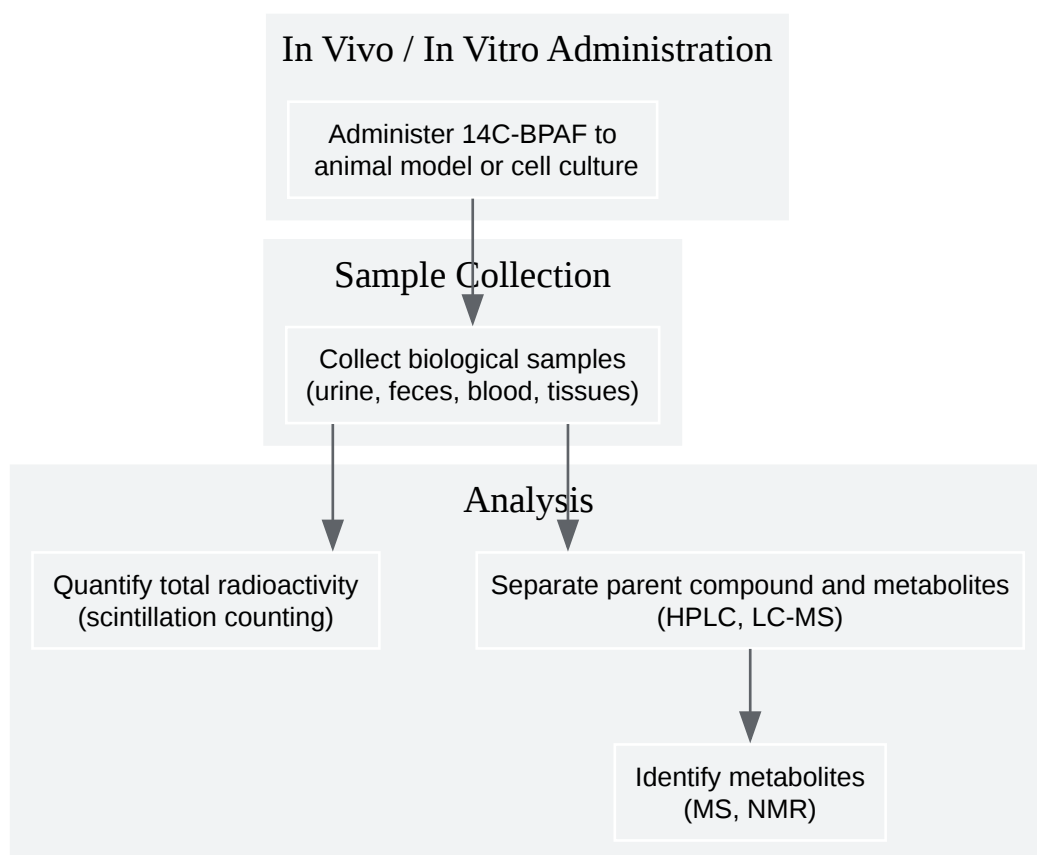 In Vivo / In Vitro Administration
Administer 14C-BPAF to
animal model or cell culture
Sample Collection
Collect biological samples
(urine, feces, blood, tissues)
Analysis
Quantify total radioactivity
(scintillation counting)
Separate parent compound and metabolites
(HPLC, LC-MS)
Identify metabolites
(MS, NMR)